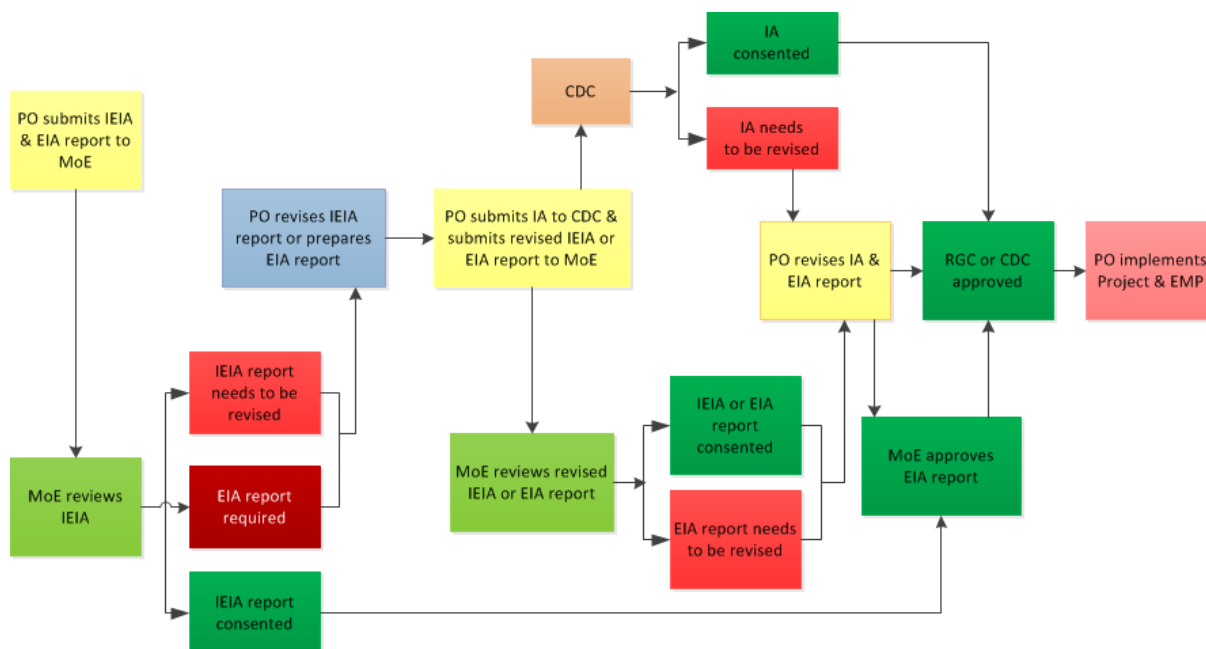 PO submits IEIA
& EIA report to
MoE
MoE reviews
IEIA
IEIA report
needs to be
revised
EIA report
required
IEIA report
consented
PO revises IEIA
report or prepares
EIA report
PO submits IA to CDC &
submits revised IEIA or
EIA report to MoE
CDC
IA
consented
IA needs
to be revised
MoE reviews revised
IEIA or EIA report
IEIA or EIA
report
consented
EIA report needs
to be revised
PO revises IA &
EIA report
MoE approves
EIA report
RGC or CDC
approved
PO implements
Project & EMP